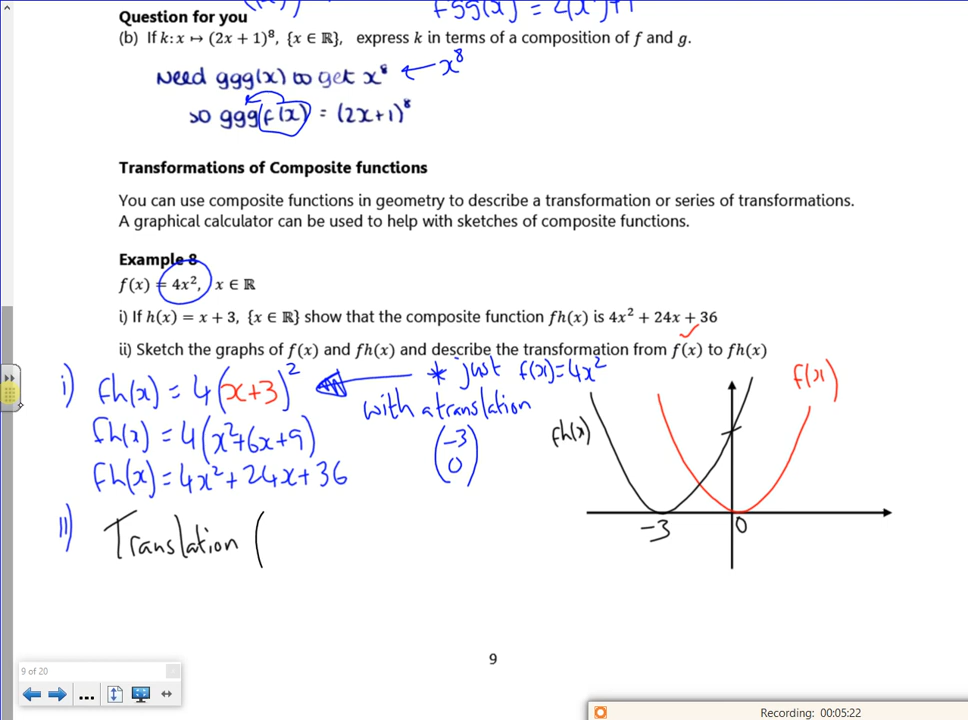 fgg(x) = 4(x)+1
Question for you
(b) If k: x ↦ (2x + 1)⁸, {x ∈ ℝ}, express k in terms of a composition of f and g.
Need ggg(x) to get x⁸ ← x⁸
so ggg(f(x)) = (2x+1)⁸
Transformations of Composite functions
You can use composite functions in geometry to describe a transformation or series of transformations.
A graphical calculator can be used to help with sketches of composite functions.
Example 8
f(x) = 4x², x ∈ ℝ
i) If h(x) = x + 3, {x ∈ ℝ} show that the composite function fh(x) is 4x² + 24x + 36
ii) Sketch the graphs of f(x) and fh(x) and describe the transformation from f(x) to fh(x)
i) fh(x) = 4(x+3)²
* just f(x)=4x²
with a translation
(-3
0)
fh(x) = 4(x²+6x+9)
fh(x) = 4x²+24x+36
fh(x)
f(x)
-3
0
ii) Translation (
9
9 of 20
...
Recording: 00:05:22